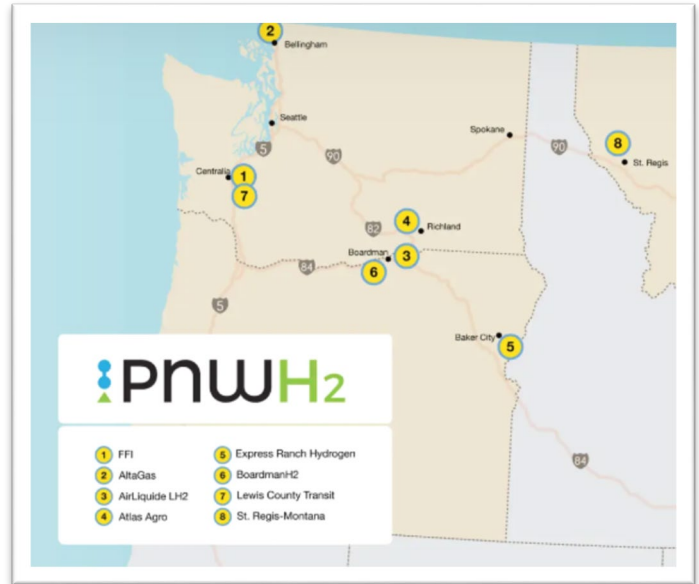 2
Bellingham
Seattle
Spokane
5
90
90
8
St. Regis
Centralia
1
7
4
Richland
82
Boardman
3
84
6
5
Baker City
5
84
PNWH2
1 FFI
2 AltaGas
3 AirLiquide LH2
4 Atlas Agro
5 Express Ranch Hydrogen
6 BoardmanH2
7 Lewis County Transit
8 St. Regis-Montana